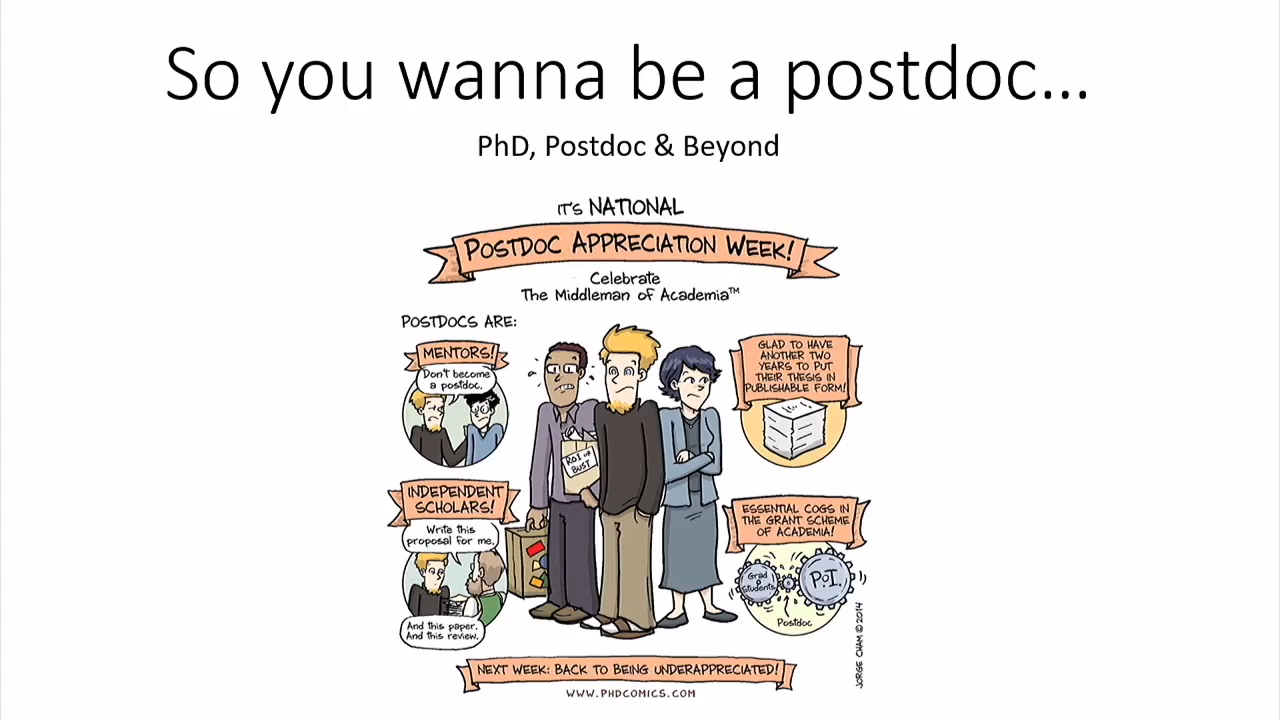 So you wanna be a postdoc...
PhD, Postdoc & Beyond
IT'S NATIONAL
POSTDOC APPRECIATION WEEK!
Celebrate
The Middleman of Academia™
POSTDOCS ARE:
MENTORS!
Don't become
a postdoc.
INDEPENDENT
SCHOLARS!
Write this
proposal for me.
And this paper.
And this review.
RO1 or
BUST
GLAD TO HAVE
ANOTHER TWO
YEARS TO PUT
THEIR THESIS IN
PUBLISHABLE FORM!
ESSENTIAL COGS IN
THE GRANT SCHEME
OF ACADEMIA!
Grad
Students
P.I.
Postdoc
JORGE CHAM © 2014
NEXT WEEK: BACK TO BEING UNDERAPPRECIATED!
WWW.PHDCOMICS.COM